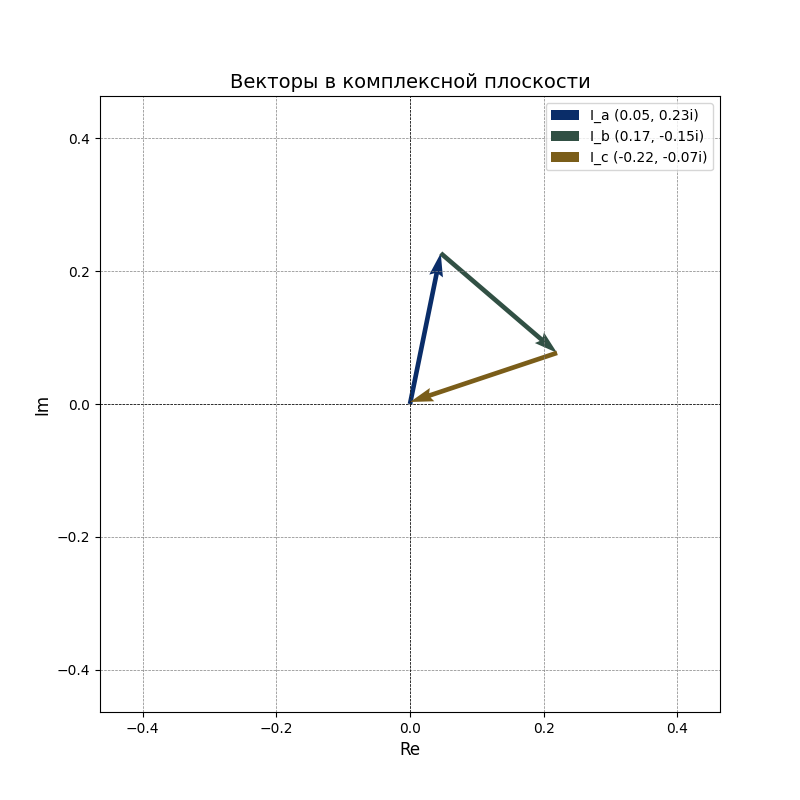 Векторы в комплексной плоскости
I_a (0.05, 0.23i)
I_b (0.17, -0.15i)
I_c (-0.22, -0.07i)
0.4
0.2
0.0
−0.2
−0.4
Im
−0.4
−0.2
0.0
0.2
0.4
Re